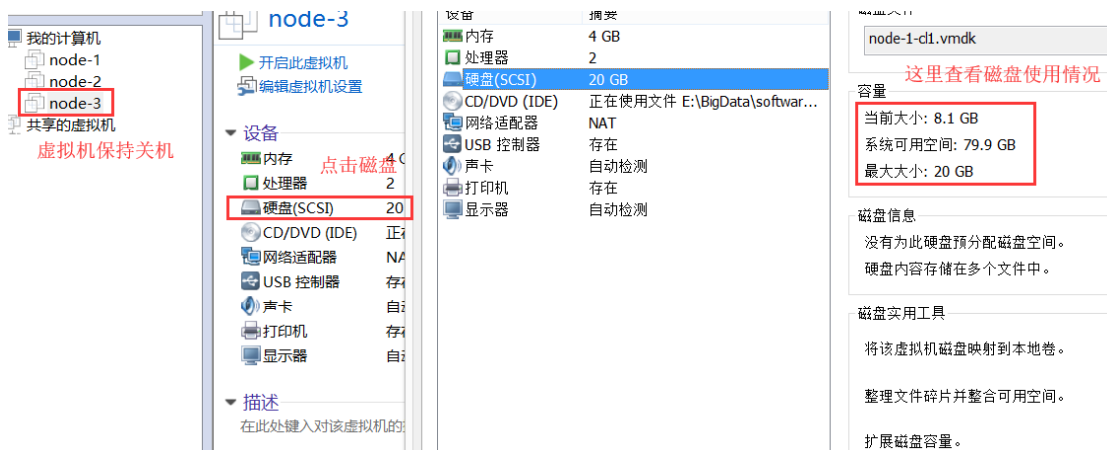 我的计算机
node-1
node-2
node-3
共享的虚拟机
虚拟机保持关机
node-3
开启此虚拟机
编辑虚拟机设置
设备
内存 4
点击磁盘
处理器 2
硬盘(SCSI) 20
CD/DVD (IDE)
网络适配器
USB 控制器
声卡
打印机
显示器
描述
在此处键入对该虚拟机的
设备 摘要
内存 4 GB
处理器 2
硬盘(SCSI) 20 GB
CD/DVD (IDE) 正在使用文件 E:\BigData\softwar...
网络适配器 NAT
USB 控制器 存在
声卡 自动检测
打印机 存在
显示器 自动检测
磁盘文件
node-1-cl1.vmdk
这里查看磁盘使用情况
容量
当前大小: 8.1 GB
系统可用空间: 79.9 GB
最大大小: 20 GB
磁盘信息
没有为此硬盘预分配磁盘空间。
硬盘内容存储在多个文件中。
磁盘实用工具
将该虚拟机磁盘映射到本地卷。
整理文件碎片并整合可用空间。
扩展磁盘容量。